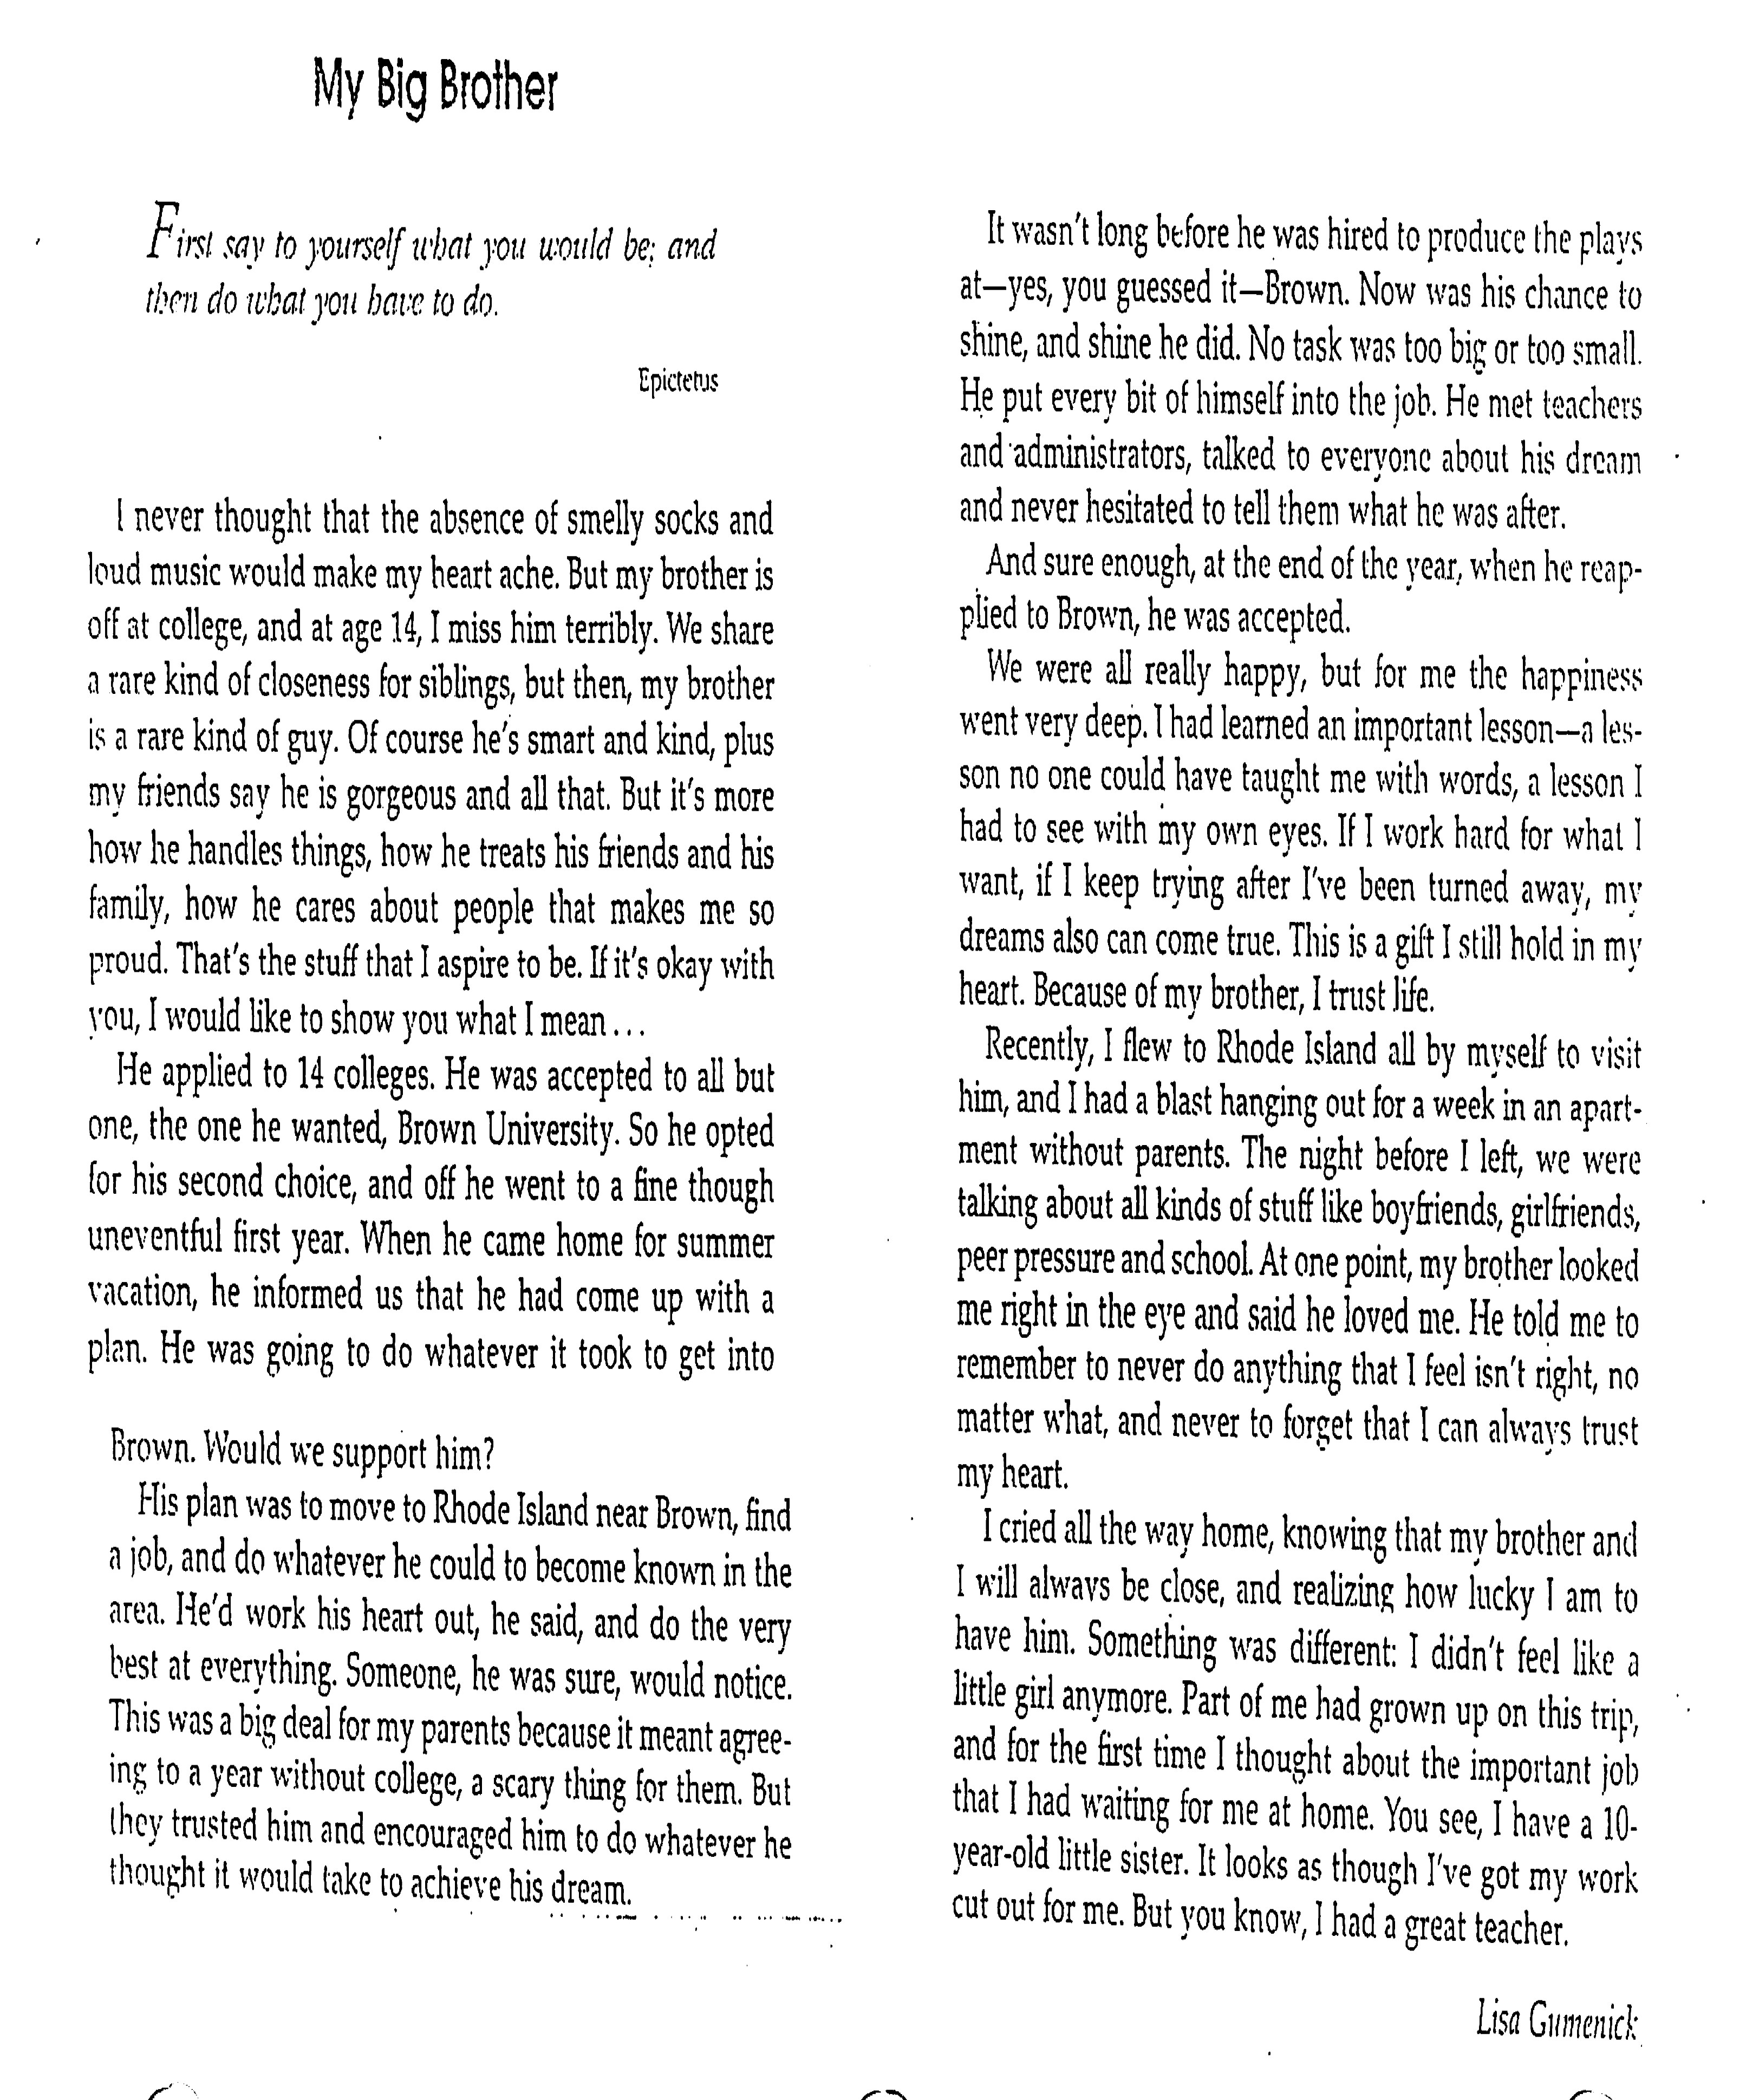 My Big Brother
First say to yourself what you would be; and
then do what you have to do.
Epictetus
I never thought that the absence of smelly socks and
loud music would make my heart ache. But my brother is
off at college, and at age 14, I miss him terribly. We share
a rare kind of closeness for siblings, but then, my brother
is a rare kind of guy. Of course he's smart and kind, plus
my friends say he is gorgeous and all that. But it's more
how he handles things, how he treats his friends and his
family, how he cares about people that makes me so
proud. That's the stuff that I aspire to be. If it's okay with
you, I would like to show you what I mean . . .
He applied to 14 colleges. He was accepted to all but
one, the one he wanted, Brown University. So he opted
for his second choice, and off he went to a fine though
uneventful first year. When he came home for summer
vacation, he informed us that he had come up with a
plan. He was going to do whatever it took to get into
Brown. Would we support him?
His plan was to move to Rhode Island near Brown, find
a job, and do whatever he could to become known in the
area. He'd work his heart out, he said, and do the very
best at everything. Someone, he was sure, would notice.
This was a big deal for my parents because it meant agree-
ing to a year without college, a scary thing for them. But
they trusted him and encouraged him to do whatever he
thought it would take to achieve his dream.
It wasn't long before he was hired to produce the plays
at—yes, you guessed it—Brown. Now was his chance to
shine, and shine he did. No task was too big or too small.
He put every bit of himself into the job. He met teachers
and administrators, talked to everyone about his dream
and never hesitated to tell them what he was after.
And sure enough, at the end of the year, when he reap-
plied to Brown, he was accepted.
We were all really happy, but for me the happiness
went very deep. I had learned an important lesson—a les-
son no one could have taught me with words, a lesson I
had to see with my own eyes. If I work hard for what I
want, if I keep trying after I've been turned away, my
dreams also can come true. This is a gift I still hold in my
heart. Because of my brother, I trust life.
Recently, I flew to Rhode Island all by myself to visit
him, and I had a blast hanging out for a week in an apart-
ment without parents. The night before I left, we were
talking about all kinds of stuff like boyfriends, girlfriends,
peer pressure and school. At one point, my brother looked
me right in the eye and said he loved me. He told me to
remember to never do anything that I feel isn't right, no
matter what, and never to forget that I can always trust
my heart.
I cried all the way home, knowing that my brother and
I will always be close, and realizing how lucky I am to
have him. Something was different: I didn't feel like a
little girl anymore. Part of me had grown up on this trip,
and for the first time I thought about the important job
that I had waiting for me at home. You see, I have a 10-
year-old little sister. It looks as though I've got my work
cut out for me. But you know, I had a great teacher.
Lisa Gumenick